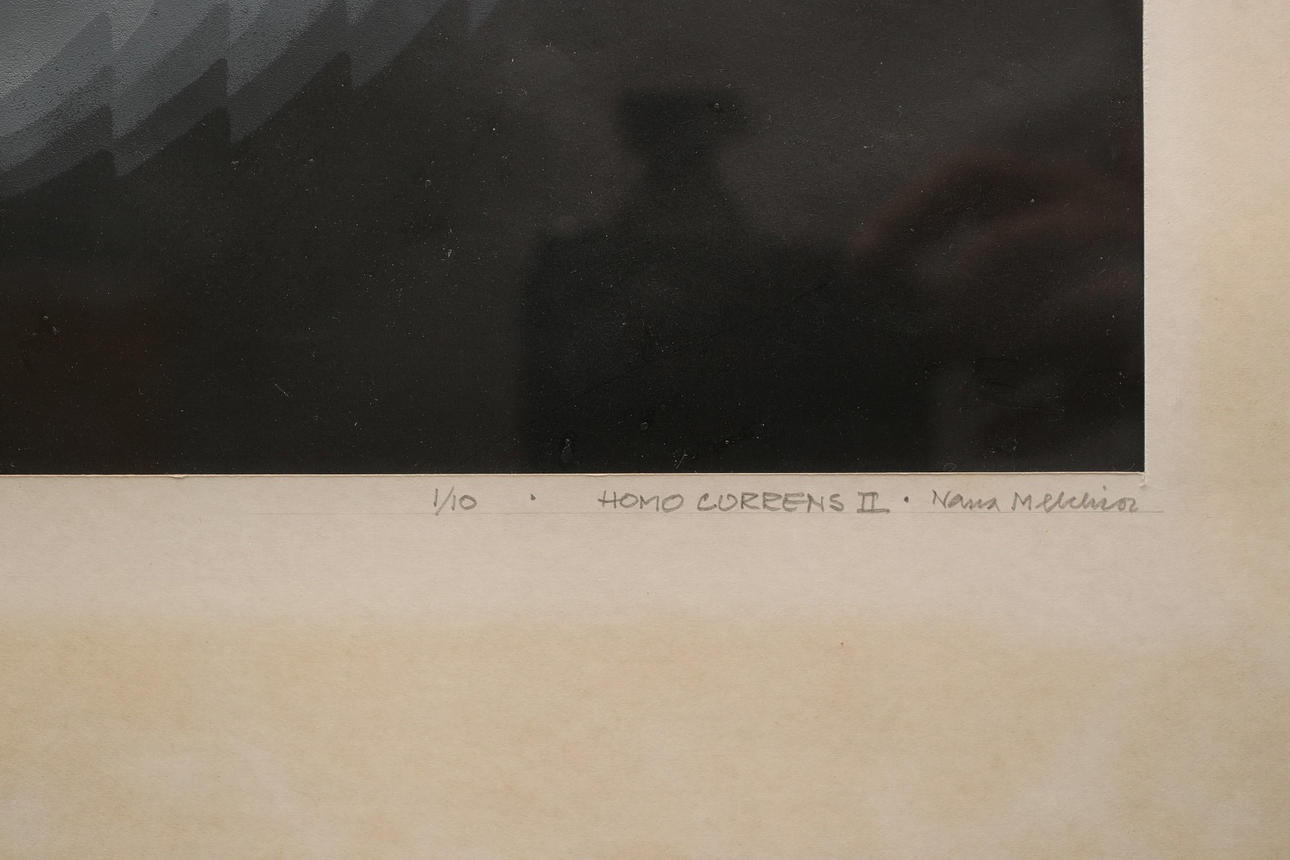 1/10 · HOMO CURRENS II · Nana Melchior